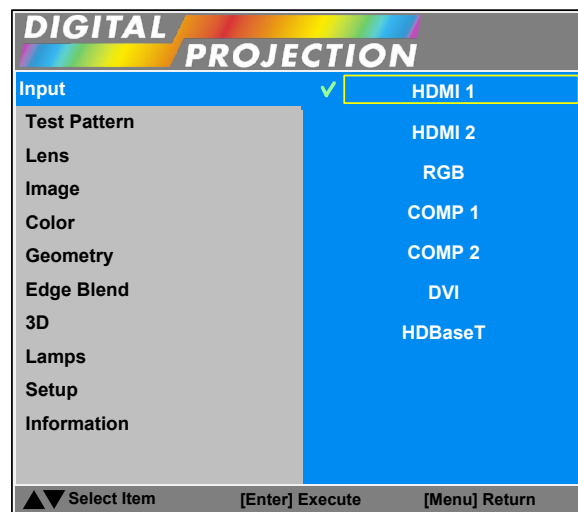 DIGITAL
PROJECTION
Input
HDMI 1
Test Pattern
HDMI 2
Lens
RGB
Image
Color
COMP 1
Geometry
COMP 2
Edge Blend
DVI
3D
HDBaseT
Lamps
Setup
Information
Select Item [Enter] Execute [Menu] Return